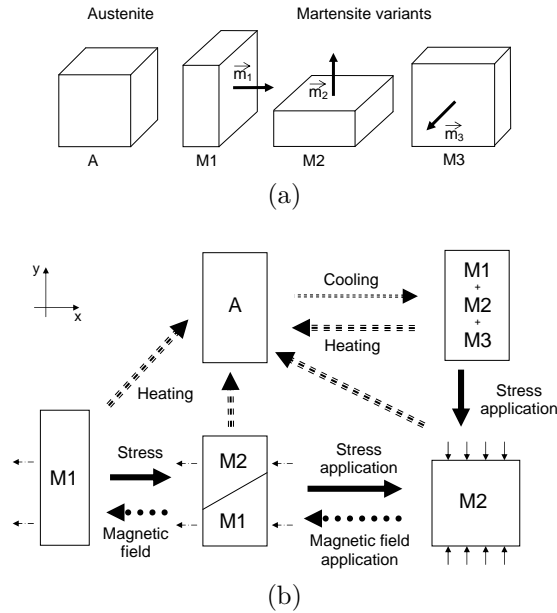 Austenite
Martensite variants
m₁
m₂
m₃
A
M1
M2
M3
(a)
y
x
A
Cooling
Heating
M1
+
M2
+
M3
Heating
Stress
application
M1
Stress
Magnetic
field
M2
M1
Stress
application
Magnetic field
application
M2
(b)